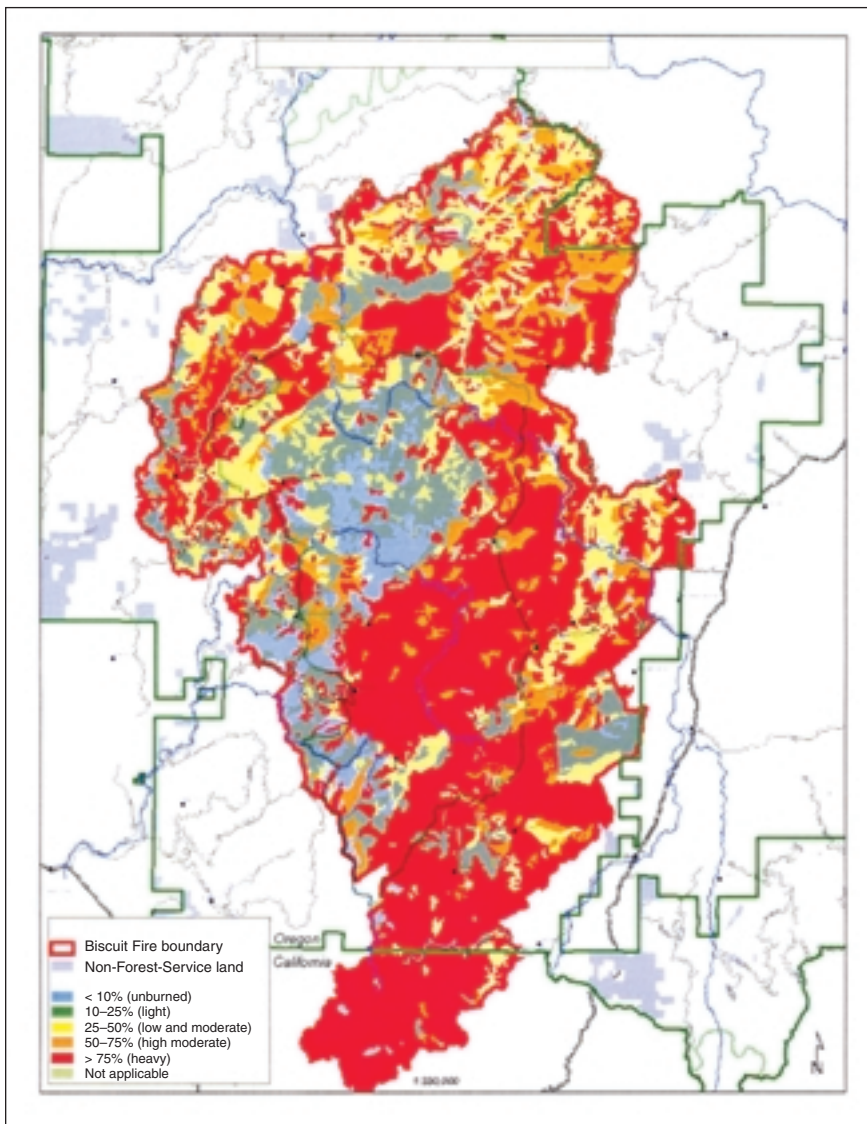 Oregon
California
Biscuit Fire boundary
Non-Forest-Service land
< 10% (unburned)
10–25% (light)
25–50% (low and moderate)
50–75% (high moderate)
> 75% (heavy)
Not applicable
N